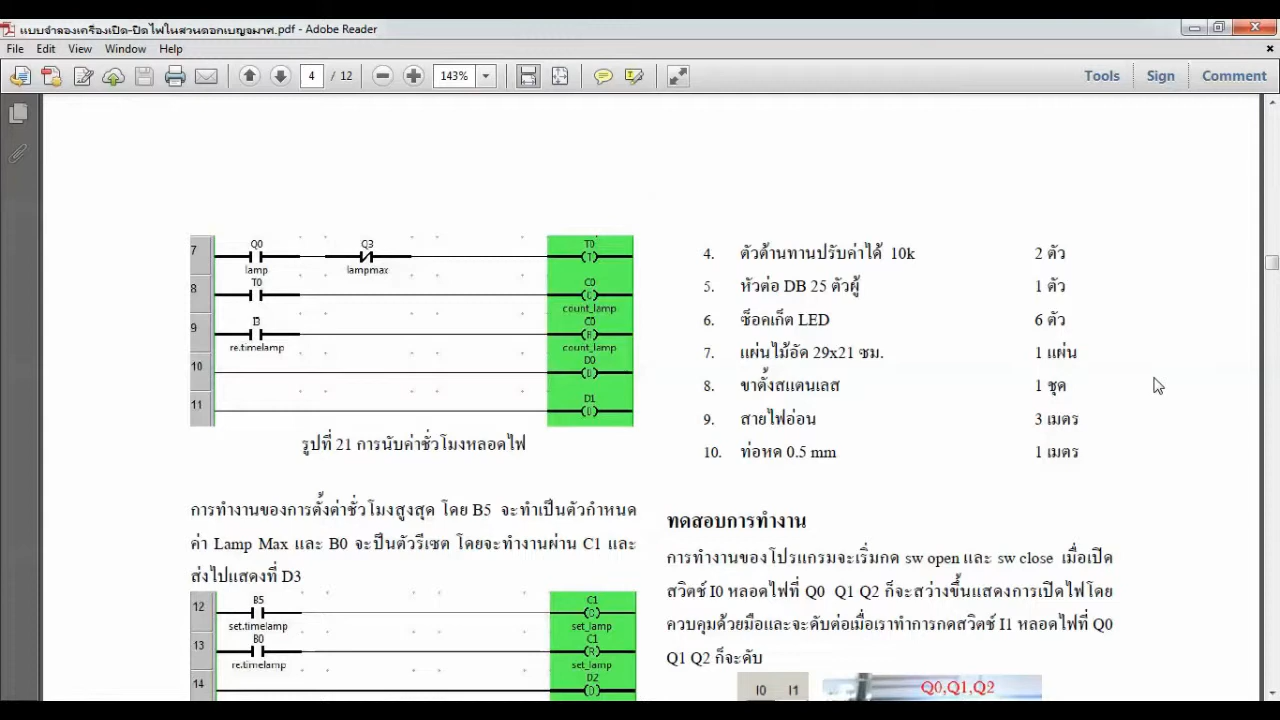 แบบจำลองเครื่องเปิด-ปิดไฟในสวนดอกเบญจมาศ.pdf - Adobe Reader
File Edit View Window Help
4 / 12 143% Tools Sign Comment
7 Q0 Q3 T0
lamp lampmax (T)
8 T0 C0
(C)
count_lamp
9 I3 C0
re.timelamp (R)
count_lamp
10 D0
(D)
11 D1
(D)
รูปที่ 21 การนับค่าชั่วโมงหลอดไฟ
การทำงานของการตั้งต่าชั่วโมงสูงสุด โดย B5 จะทำเป็นตัวกำหนด
ค่า Lamp Max และ B0 จะป็นตัวรีเซต โดยจะทำงานผ่าน C1 และ
ส่งไปแสดงที่ D3
12 B5 C1
set.timelamp set_lamp
13 B0 C1
(R)
re.timelamp set_lamp
14 D2
(D)
4. ตัวต้านทานปรับค่าได้ 10k 2 ตัว
5. หัวต่อ DB 25 ตัวผู้ 1 ตัว
6. ซ็อคเก็ต LED 6 ตัว
7. แผ่นไม้อัด 29x21 ซม. 1 แผ่น
8. ขาตั้งสแตนเลส 1 ชุด
9. สายไฟอ่อน 3 เมตร
10. ท่อหด 0.5 mm 1 เมตร
ทดสอบการทำงาน
การทำงานของโปรแกรมจะเริ่มกด sw open และ sw close เมื่อเปิด
สวิตช์ I0 หลอดไฟที่ Q0 Q1 Q2 ก็จะสว่างขึ้นแสดงการเปิดไฟโดย
ควบคุมด้วยมือและจะดับต่อเมื่อเราทำการกดสวิตช์ I1 หลอดไฟที่ Q0
Q1 Q2 ก็จะดับ
I0 I1 Q0,Q1,Q2